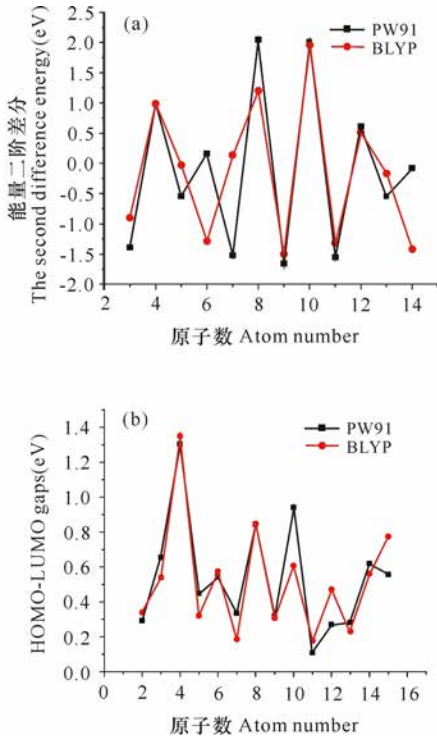 (a)
PW91
BLYP
能量二阶差分
The second difference energy(eV)
2.5
2.0
1.5
1.0
0.5
0.0
-0.5
-1.0
-1.5
-2.0
2 4 6 8 10 12 14
原子数 Atom number
(b)
PW91
BLYP
HOMO-LUMO gaps(eV)
1.4
1.2
1.0
0.8
0.6
0.4
0.2
0.0
0 2 4 6 8 10 12 14 16
原子数 Atom number